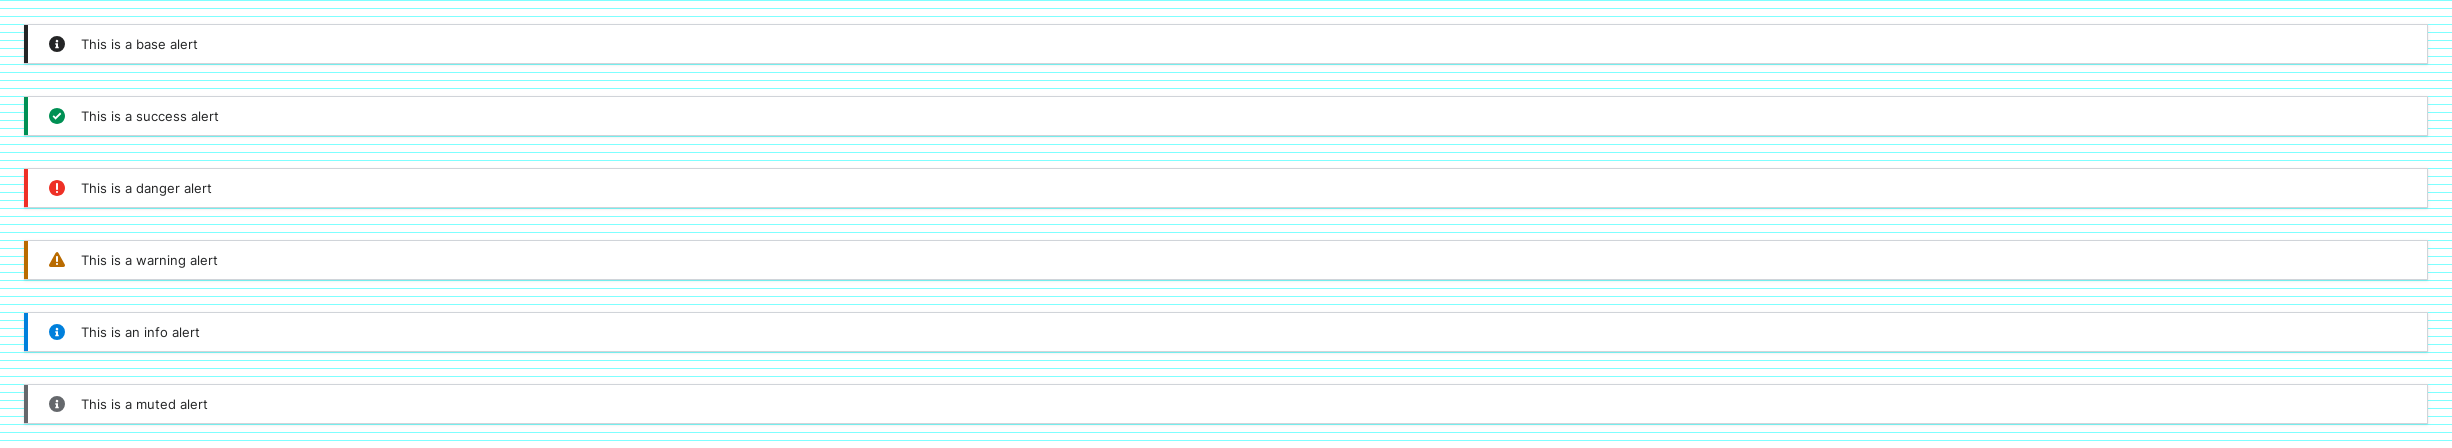 This is a base alert
This is a success alert
This is a danger alert
This is a warning alert
This is an info alert
This is a muted alert